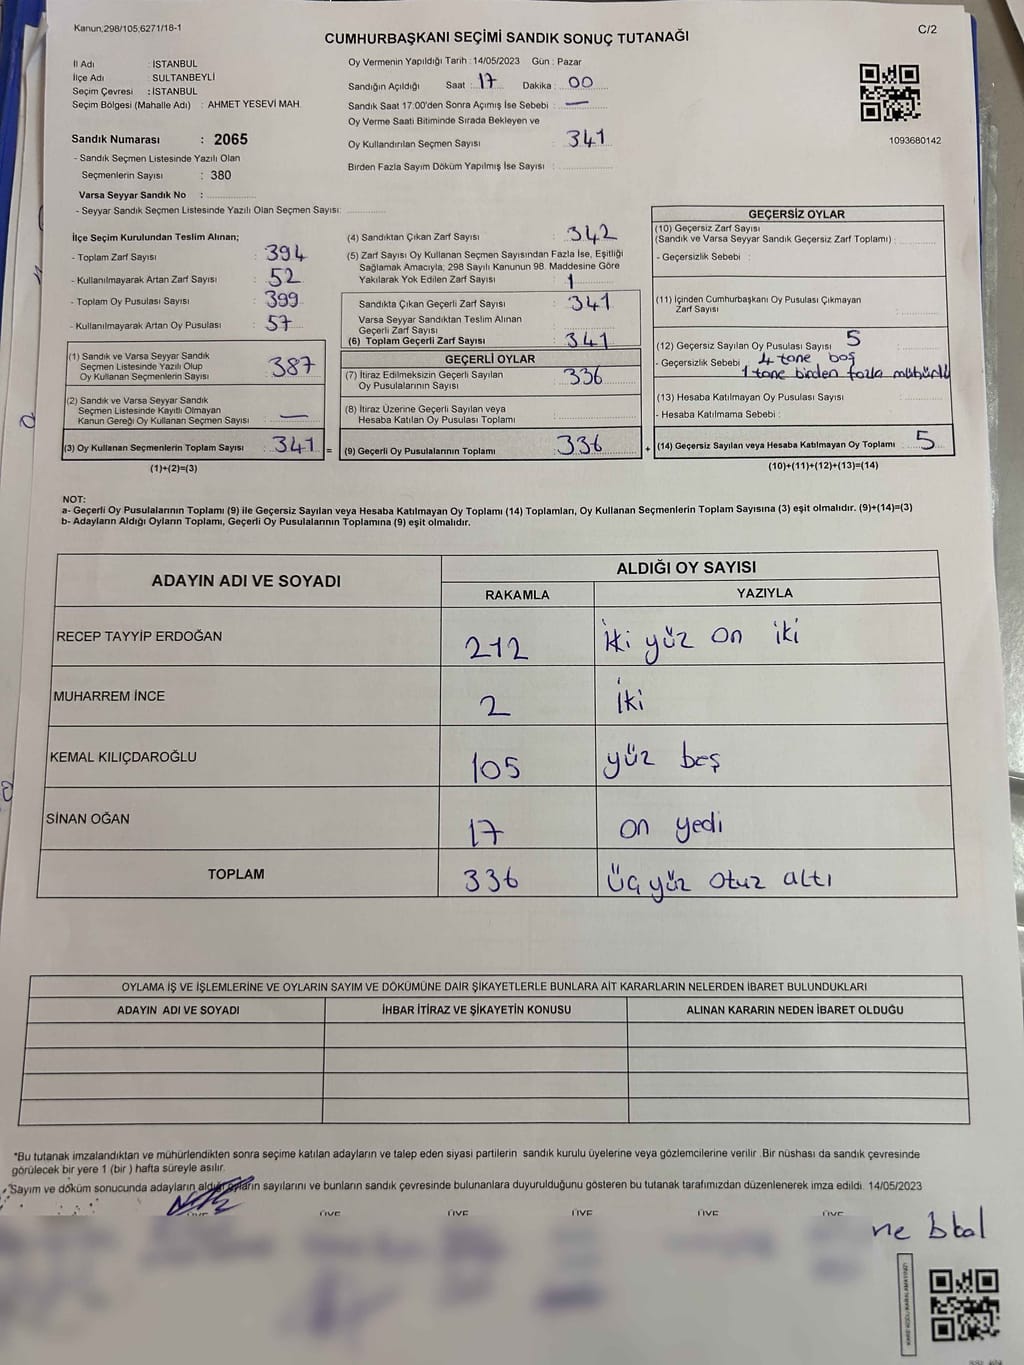 Kanun,298/105,6271/18-1
C/2
CUMHURBAŞKANI SEÇİMİ SANDIK SONUÇ TUTANAĞI
İl Adı : İSTANBUL
İlçe Adı : SULTANBEYLİ
Seçim Çevresi : İSTANBUL
Seçim Bölgesi (Mahalle Adı) : AHMET YESEVİ MAH.
Sandık Numarası : 2065
- Sandık Seçmen Listesinde Yazılı Olan
Seçmenlerin Sayısı : 380
Varsa Seyyar Sandık No :
- Seyyar Sandık Seçmen Listesinde Yazılı Olan Seçmen Sayısı:
Oy Vermenin Yapıldığı Tarih : 14/05/2023 Gün : Pazar
Sandığın Açıldığı Saat : 17 Dakika : 00
Sandık Saat 17:00'den Sonra Açımış İse Sebebi : —
Oy Verme Saati Bitiminde Sırada Bekleyen ve
Oy Kullandırılan Seçmen Sayısı : 341
Birden Fazla Sayım Döküm Yapılmış İse Sayısı :
1093680142
İlçe Seçim Kurulundan Teslim Alınan;
- Toplam Zarf Sayısı : 394
- Kullanılmayarak Artan Zarf Sayısı : 52
- Toplam Oy Pusulası Sayısı : 399
- Kullanılmayarak Artan Oy Pusulası : 57
(1) Sandık ve Varsa Seyyar Sandık
Seçmen Listesinde Yazılı Olup
Oy Kullanan Seçmenlerin Sayısı : 387
(2) Sandık ve Varsa Seyyar Sandık
Seçmen Listesinde Kayıtlı Olmayan
Kanun Gereği Oy Kullanan Seçmen Sayısı : —
(3) Oy Kullanan Seçmenlerin Toplam Sayısı : 341 =
(1)+(2)=(3)
(4) Sandıktan Çıkan Zarf Sayısı : 342
(5) Zarf Sayısı Oy Kullanan Seçmen Sayısından Fazla İse, Eşitliği
Sağlamak Amacıyla; 298 Sayılı Kanunun 98. Maddesine Göre
Yakılarak Yok Edilen Zarf Sayısı : 1
Sandıkta Çıkan Geçerli Zarf Sayısı : 341
Varsa Seyyar Sandıktan Teslim Alınan
Geçerli Zarf Sayısı
(6) Toplam Geçerli Zarf Sayısı : 341
GEÇERLİ OYLAR
(7) İtiraz Edilmeksizin Geçerli Sayılan
Oy Pusulalarının Sayısı : 336
(8) İtiraz Üzerine Geçerli Sayılan veya
Hesaba Katılan Oy Pusulası Toplamı :
(9) Geçerli Oy Pusulalarının Toplamı : 336 +
GEÇERSİZ OYLAR
(10) Geçersiz Zarf Sayısı
(Sandık ve Varsa Seyyar Sandık Geçersiz Zarf Toplamı) :
- Geçersizlik Sebebi :
(11) İçinden Cumhurbaşkanı Oy Pusulası Çıkmayan
Zarf Sayısı :
(12) Geçersiz Sayılan Oy Pusulası Sayısı : 5
- Geçersizlik Sebebi : 4 tane boş
1 tane birden fazla mühürlü
(13) Hesaba Katılmayan Oy Pusulası Sayısı :
- Hesaba Katılmama Sebebi :
(14) Geçersiz Sayılan veya Hesaba Katılmayan Oy Toplamı : 5
(10)+(11)+(12)+(13)=(14)
NOT:
a- Geçerli Oy Pusulalarının Toplamı (9) ile Geçersiz Sayılan veya Hesaba Katılmayan Oy Toplamı (14) Toplamları, Oy Kullanan Seçmenlerin Toplam Sayısına (3) eşit olmalıdır. (9)+(14)=(3)
b- Adayların Aldığı Oyların Toplamı, Geçerli Oy Pusulalarının Toplamına (9) eşit olmalıdır.
ADAYIN ADI VE SOYADI
ALDIĞI OY SAYISI
RAKAMLA YAZIYLA
RECEP TAYYİP ERDOĞAN 212 iki yüz on iki
MUHARREM İNCE 2 iki
KEMAL KILIÇDAROĞLU 105 yüz beş
SİNAN OĞAN 17 on yedi
TOPLAM 336 üç yüz otuz altı
OYLAMA İŞ VE İŞLEMLERİNE VE OYLARIN SAYIM VE DÖKÜMÜNE DAİR ŞİKAYETLERLE BUNLARA AİT KARARLARIN NELERDEN İBARET BULUNDUKLARI
ADAYIN ADI VE SOYADI İHBAR İTİRAZ VE ŞİKAYETİN KONUSU ALINAN KARARIN NEDEN İBARET OLDUĞU
*Bu tutanak imzalandıktan ve mühürlendikten sonra seçime katılan adayların ve talep eden siyasi partilerin sandık kurulu üyelerine veya gözlemcilerine verilir .Bir nüshası da sandık çevresinde
görülecek bir yere 1 (bir ) hafta süreyle asılır.
*Sayım ve döküm sonucunda adayların aldığı oyların sayılarını ve bunların sandık çevresinde bulunanlara duyurulduğunu gösteren bu tutanak tarafımızdan düzenlenerek imza edildi. 14/05/2023
ÜYE ÜYE ÜYE ÜYE ÜYE ÜYE